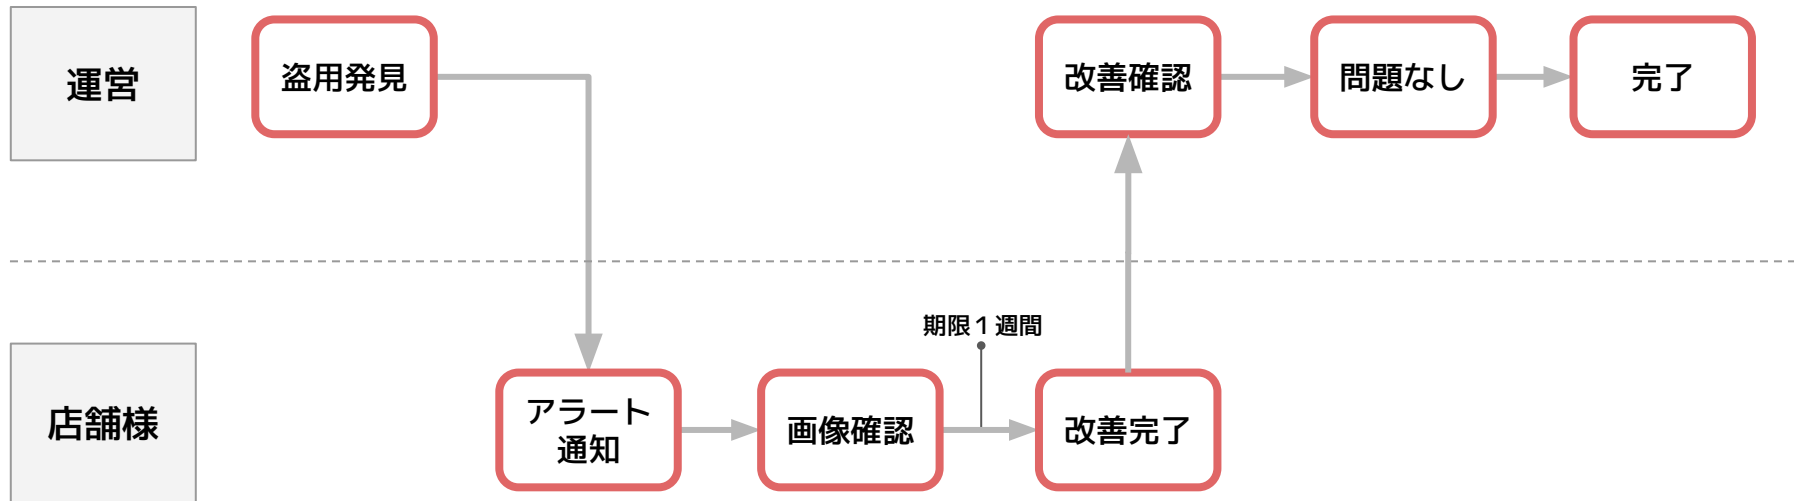 運営
盗用発見
改善確認
問題なし
完了
期限１週間
店舗様
アラート
通知
画像確認
改善完了